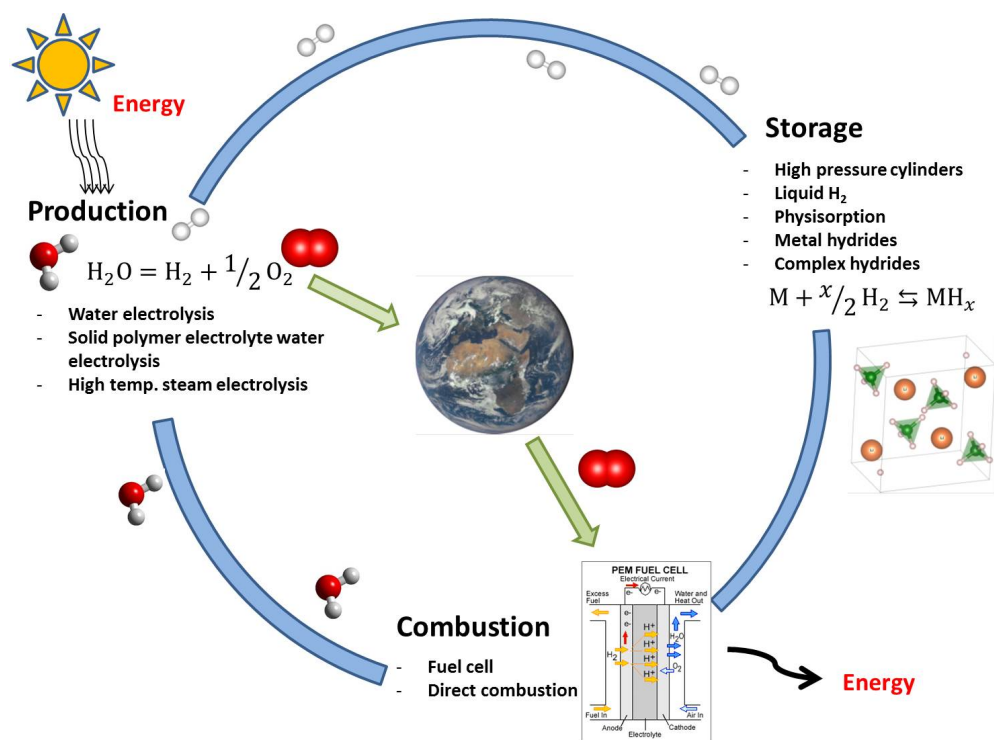 Energy
Production
H₂O = H₂ + 1/2 O₂
- Water electrolysis
- Solid polymer electrolyte water
electrolysis
- High temp. steam electrolysis
Storage
- High pressure cylinders
- Liquid H₂
- Physisorption
- Metal hydrides
- Complex hydrides
M + x/2 H₂ ⇆ MHₓ
M
M
M
M
Combustion
- Fuel cell
- Direct combustion
PEM FUEL CELL
Electrical Current
e- e-
Excess
Fuel
Water and
Heat Out
e-
e-
H+
H+
H+
H+
H₂
H₂O
O₂
Fuel In
Air In
Anode
Cathode
Electrolyte
Energy